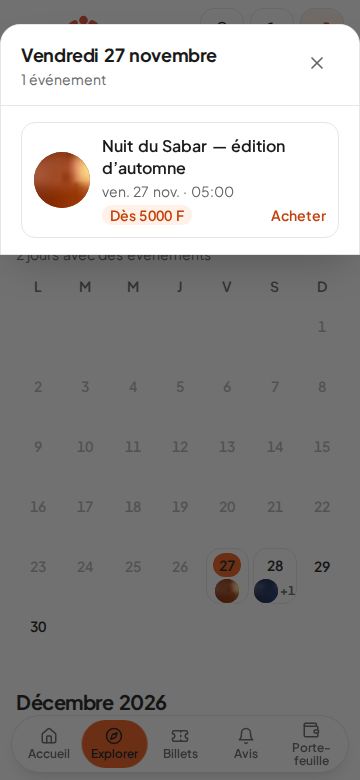 Vendredi 27 novembre
1 événement
Nuit du Sabar — édition
d’automne
ven. 27 nov. · 05:00
Dès 5000 F
Acheter
2 jours avec des événements
L M M J V S D
1
2 3 4 5 6 7 8
9 10 11 12 13 14 15
16 17 18 19 20 21 22
23 24 25 26 27 28 29
+1
30
Décembre 2026
Accueil Explorer Billets Avis Porte-
feuille